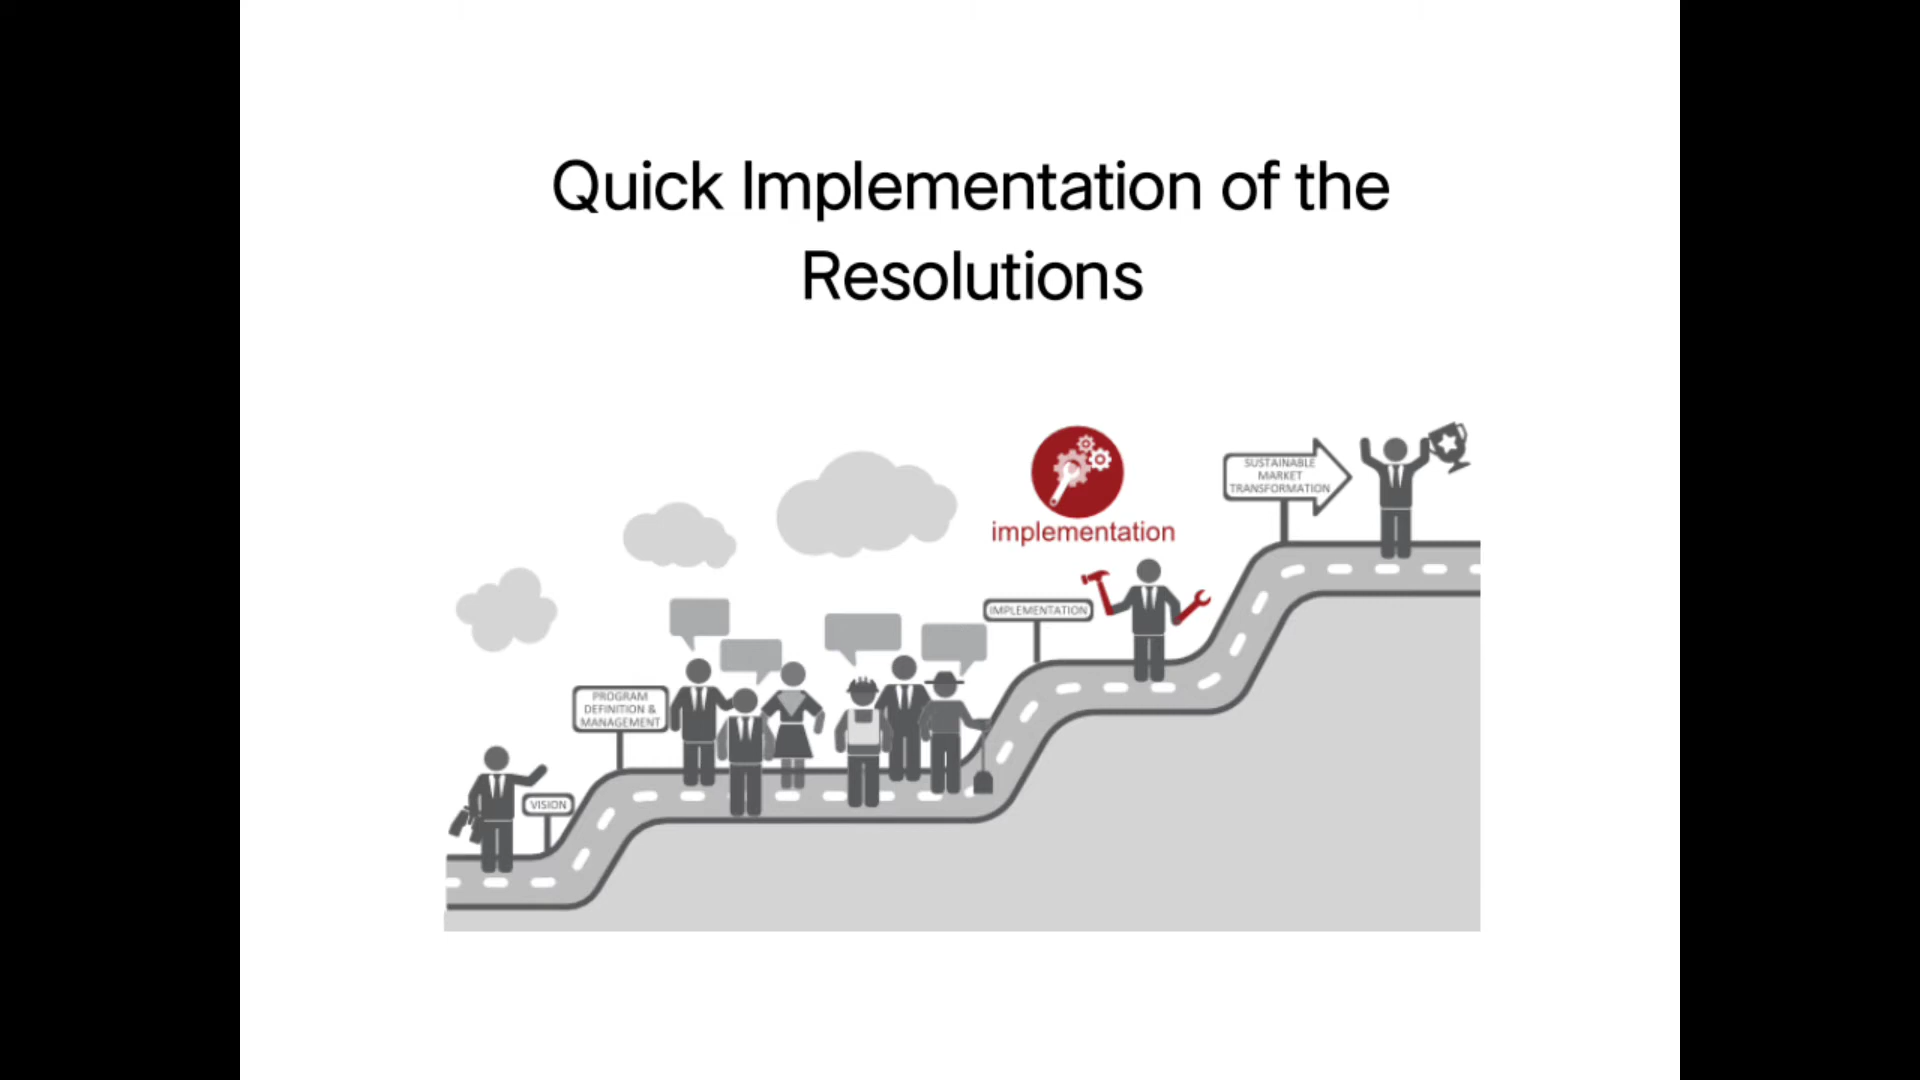 Quick Implementation of the
Resolutions
implementation
SUSTAINABLE
MARKET
TRANSFORMATION
IMPLEMENTATION
PROGRAM
DEFINITION &
MANAGEMENT
VISION